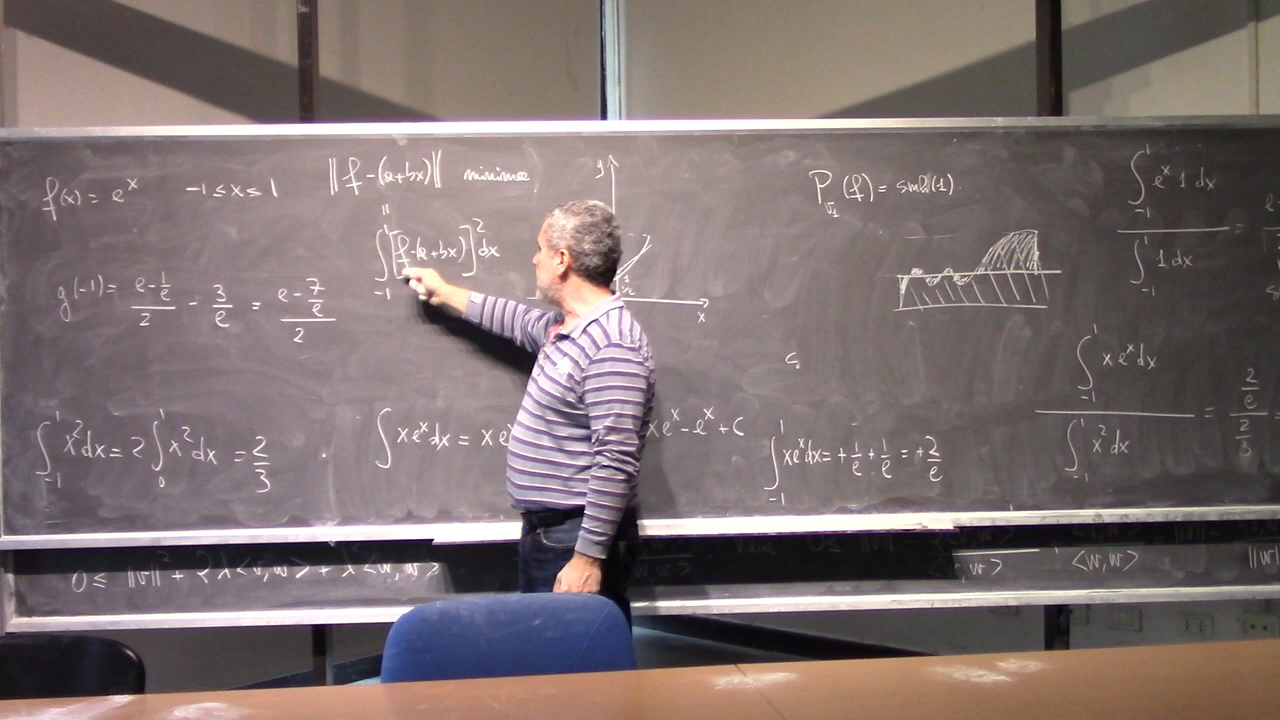 f(x) = e^x   -1 ≤ x ≤ 1
‖f - (a+bx)‖ minima
=
∫_{-1}^{1} [f-(a+bx)]^2 dx
g(-1) = (e - 1/e)/2 - 3/e = (e - 7/e)/2
y
x
P_{v_1}(f) = sinh(1)
∫_{-1}^{1} e^x 1 dx / ∫_{-1}^{1} 1 dx =
∫_{-1}^{1} x^2 dx = 2 ∫_{0}^{1} x^2 dx = 2/3
∫ x e^x dx = x e
x e^x - e^x + C
∫_{-1}^{1} x e^x dx = + 1/e + 1/e = + 2/e
∫_{-1}^{1} x e^x dx / ∫_{-1}^{1} x^2 dx = (2/e)/(2/3)
0 ≤ ‖v‖^2 + 2λ<v,w> + λ^2<w,w>
<w,w>